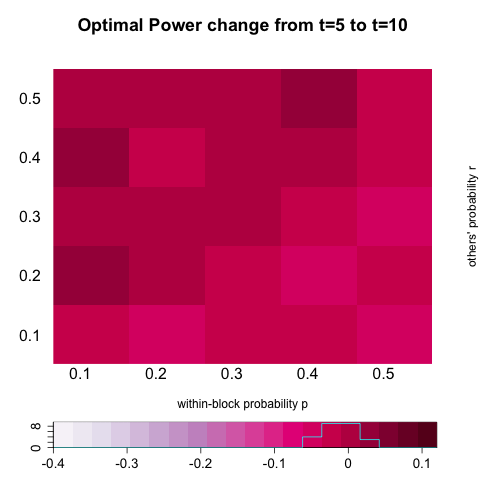 Optimal Power change from t=5 to t=10
0.5
0.4
0.3
0.2
0.1
others' probability r
0.1 0.2 0.3 0.4 0.5
within-block probability p
8
0
-0.4 -0.3 -0.2 -0.1 0 0.1